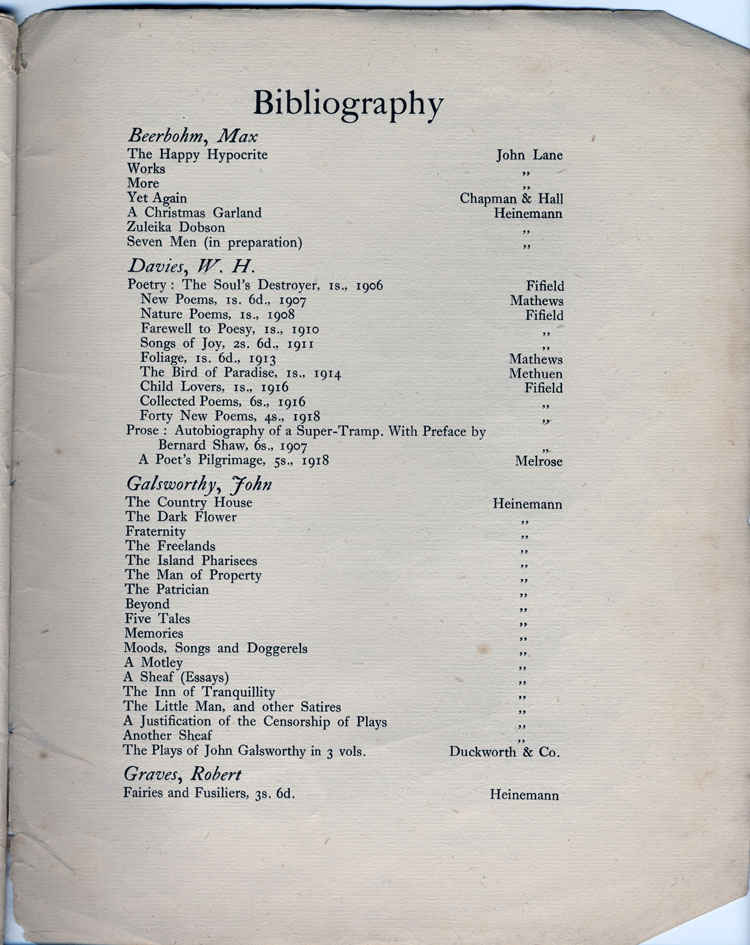 Bibliography
Beerbohm, Max
The Happy Hypocrite John Lane
Works ,,
More ,,
Yet Again Chapman & Hall
A Christmas Garland Heinemann
Zuleika Dobson ,,
Seven Men (in preparation) ,,
Davies, W. H.
Poetry : The Soul's Destroyer, 1s., 1906 Fifield
New Poems, 1s. 6d., 1907 Mathews
Nature Poems, 1s., 1908 Fifield
Farewell to Poesy, 1s., 1910 ,,
Songs of Joy, 2s. 6d., 1911 ,,
Foliage, 1s. 6d., 1913 Mathews
The Bird of Paradise, 1s., 1914 Methuen
Child Lovers, 1s., 1916 Fifield
Collected Poems, 6s., 1916 ,,
Forty New Poems, 4s., 1918 ,,
Prose : Autobiography of a Super-Tramp. With Preface by
Bernard Shaw, 6s., 1907 ,,
A Poet's Pilgrimage, 5s., 1918 Melrose
Galsworthy, John
The Country House Heinemann
The Dark Flower ,,
Fraternity ,,
The Freelands ,,
The Island Pharisees ,,
The Man of Property ,,
The Patrician ,,
Beyond ,,
Five Tales ,,
Memories ,,
Moods, Songs and Doggerels ,,
A Motley ,,
A Sheaf (Essays) ,,
The Inn of Tranquillity ,,
The Little Man, and other Satires ,,
A Justification of the Censorship of Plays ,,
Another Sheaf ,,
The Plays of John Galsworthy in 3 vols. Duckworth & Co.
Graves, Robert
Fairies and Fusiliers, 3s. 6d. Heinemann